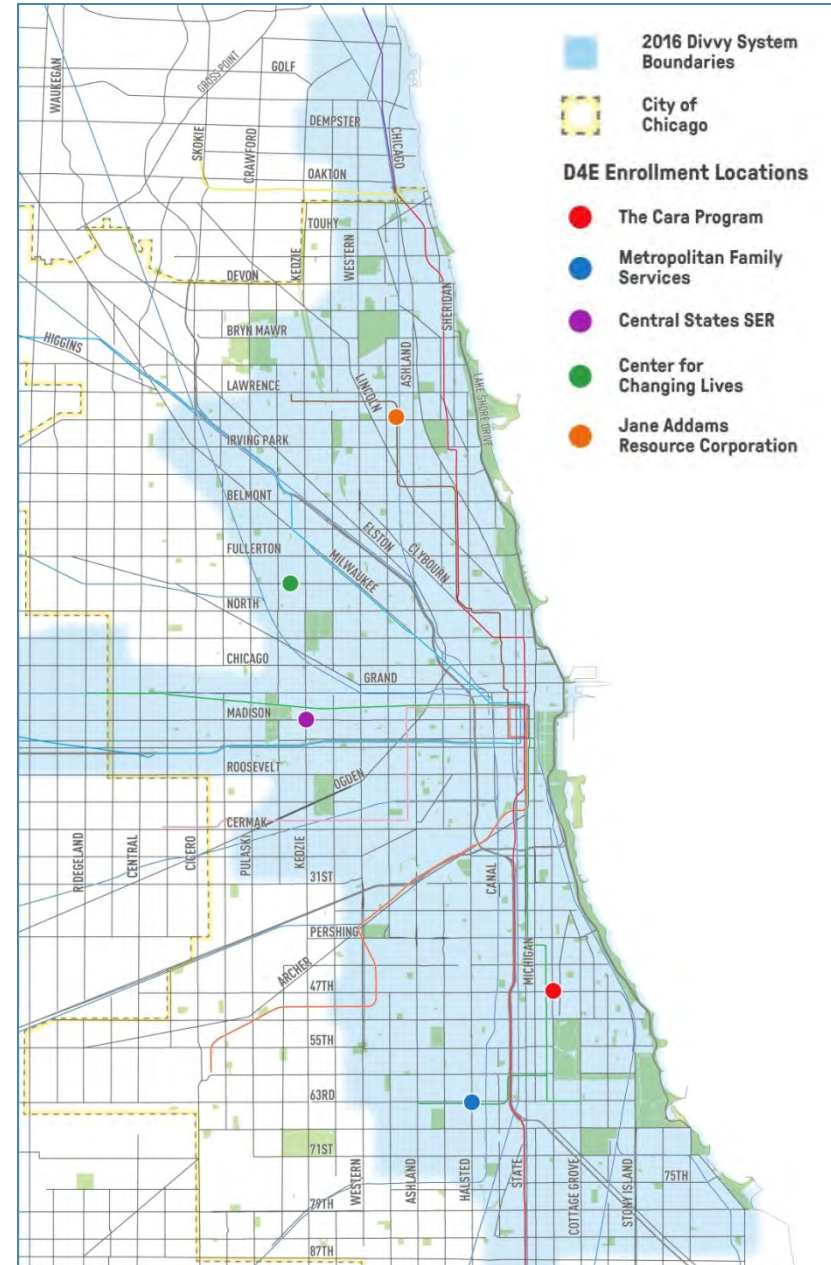 2016 Divvy System
Boundaries
City of
Chicago
D4E Enrollment Locations
The Cara Program
Metropolitan Family
Services
Central States SER
Center for
Changing Lives
Jane Addams
Resource Corporation
WAUKEGAN
GROSS-POINT
GOLF
DEMPSTER
SKOKIE
CRAWFORD
CHICAGO
OAKTON
TOUHY
KEDZIE
WESTERN
DEVON
SHERIDAN
BRYN MAWR
HIGGINS
ASHLAND
LAWRENCE
LINCOLN
LAKE SHORE DRIVE
IRVING PARK
BELMONT
ELSTON
CLYBOURN
FULLERTON
MILWAUKEE
NORTH
CHICAGO
GRAND
MADISON
ROOSEVELT
OGDEN
CERMAK
RIDGELAND
CENTRAL
CICERO
PULASKI
KEDZIE
31ST
CANAL
PERSHING
ARCHER
MICHIGAN
47TH
55TH
63RD
71ST
WESTERN
ASHLAND
HALSTED
STATE
COTTAGE GROVE
STONY ISLAND
75TH
79TH
87TH